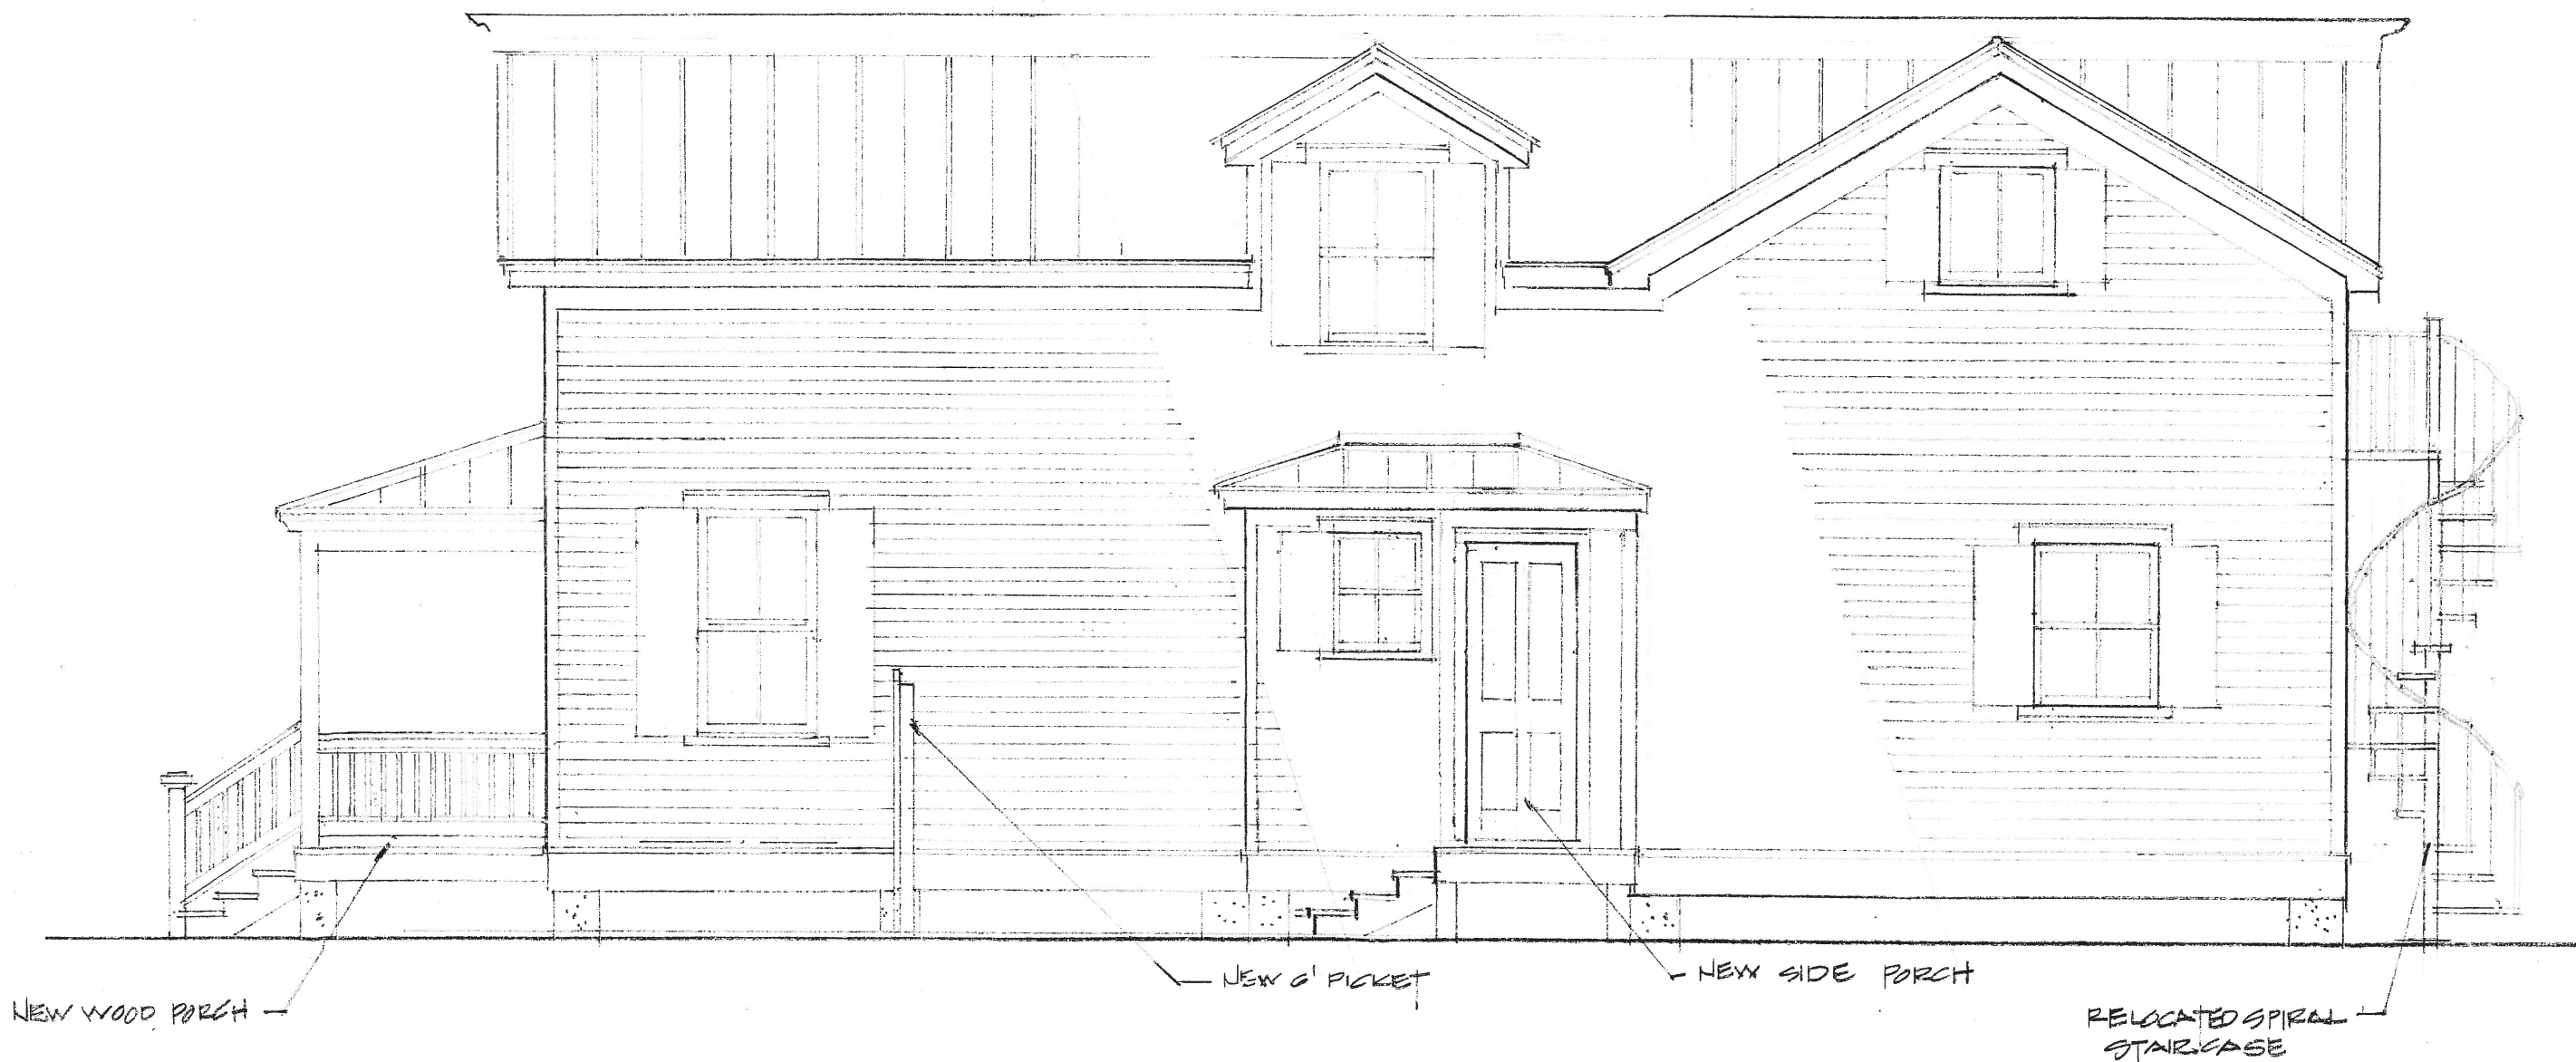 NEW WOOD PORCH
NEW 6' PICKET
NEW SIDE PORCH
RELOCATED SPIRAL
STAIRCASE